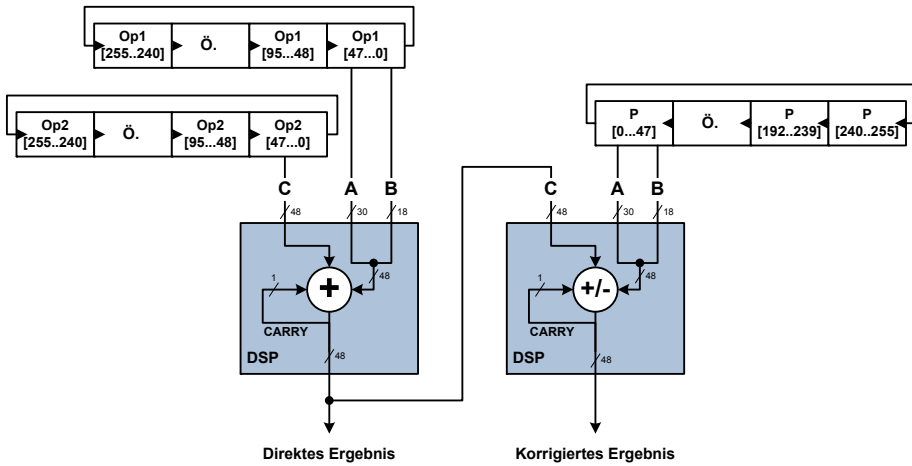 Op1 Ö. Op1 Op1
[255..240] [95...48] [47...0]
Op2 Ö. Op2 Op2
[255..240] [95...48] [47...0]
P Ö. P P
[0...47] [192...239] [240...255]
C A B
48 30 18
C A B
48 30 18
1 + 48
CARRY
DSP 48
1 +/- 48
CARRY
DSP 48
Direktes Ergebnis
Korrigiertes Ergebnis